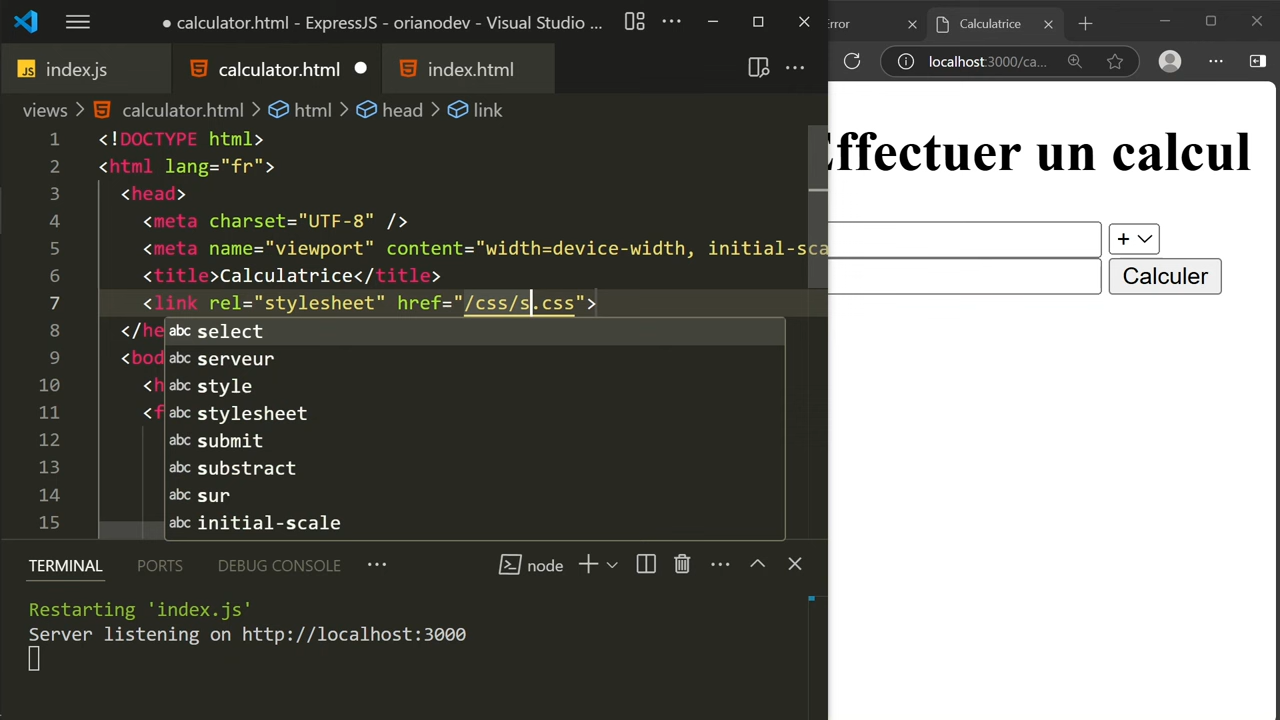 calculator.html - ExpressJS - orianodev - Visual Studio ...
JS index.js
calculator.html
index.html
views > calculator.html > html > head > link
1 <!DOCTYPE html>
2 <html lang="fr">
3 <head>
4 <meta charset="UTF-8" />
5 <meta name="viewport" content="width=device-width, initial-sca
6 <title>Calculatrice</title>
7 <link rel="stylesheet" href="/css/s.css">
8 </he
9 <bod
10 <h
11 <f
12
13
14
15
abc select
abc serveur
abc style
abc stylesheet
abc submit
abc substract
abc sur
abc initial-scale
TERMINAL
PORTS
DEBUG CONSOLE
node
Restarting 'index.js'
Server listening on http://localhost:3000
rror
Calculatrice
localhost:3000/ca...
Effectuer un calcul
+
Calculer